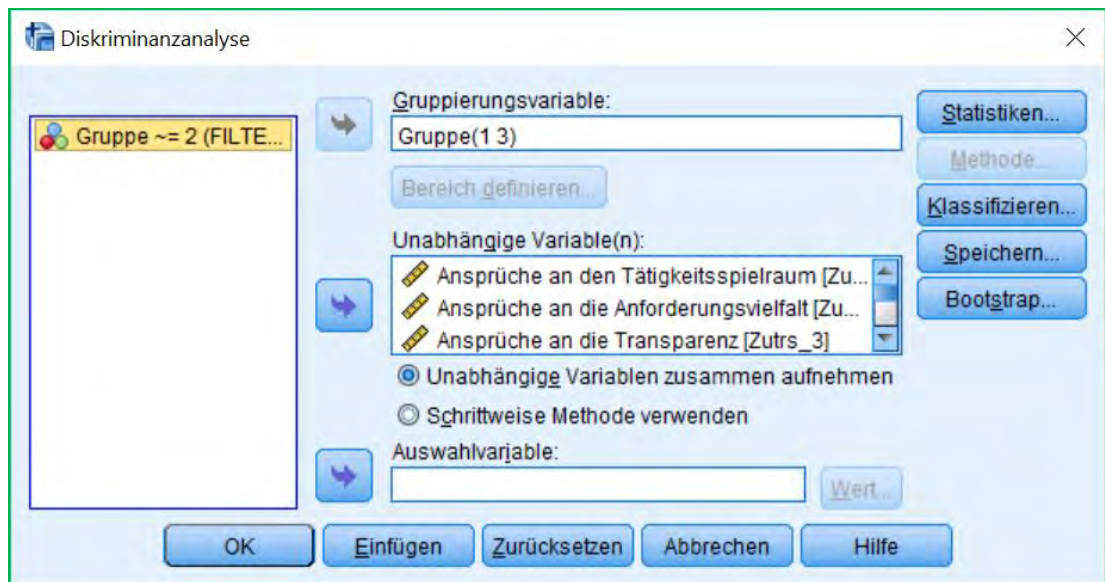 Diskriminanzanalyse
Gruppe ~= 2 (FILTE...
Gruppierungsvariable:
Gruppe(1 3)
Bereich definieren...
Unabhängige Variable(n):
Ansprüche an den Tätigkeitsspielraum [Zu...
Ansprüche an die Anforderungsvielfalt [Zu...
Ansprüche an die Transparenz [Zutrs_3]
Unabhängige Variablen zusammen aufnehmen
Schrittweise Methode verwenden
Auswahlvariable:
Wert...
Statistiken...
Methode...
Klassifizieren...
Speichern...
Bootstrap...
OK
Einfügen
Zurücksetzen
Abbrechen
Hilfe